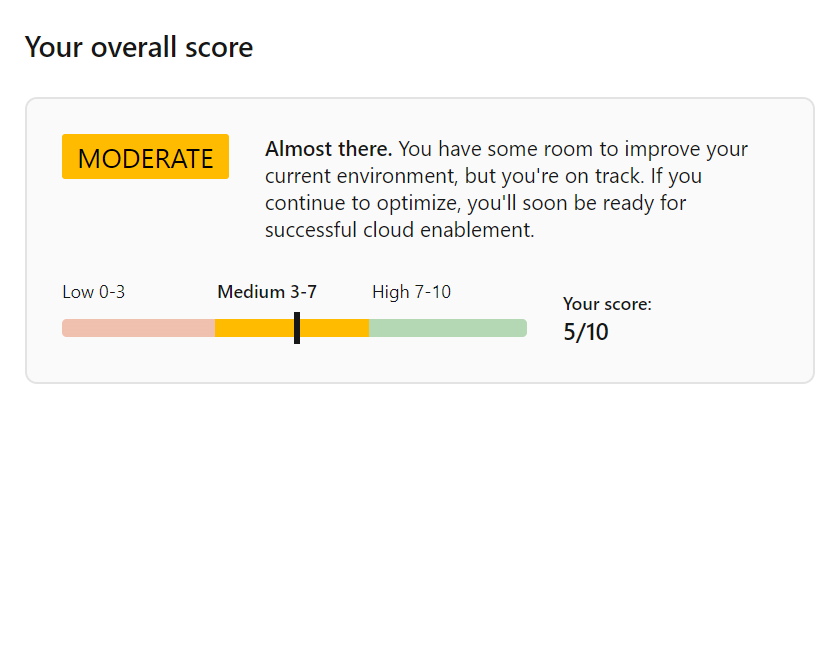 Your overall score
MODERATE
Almost there. You have some room to improve your
current environment, but you're on track. If you
continue to optimize, you'll soon be ready for
successful cloud enablement.
Low 0-3
Medium 3-7
High 7-10
Your score:
5/10